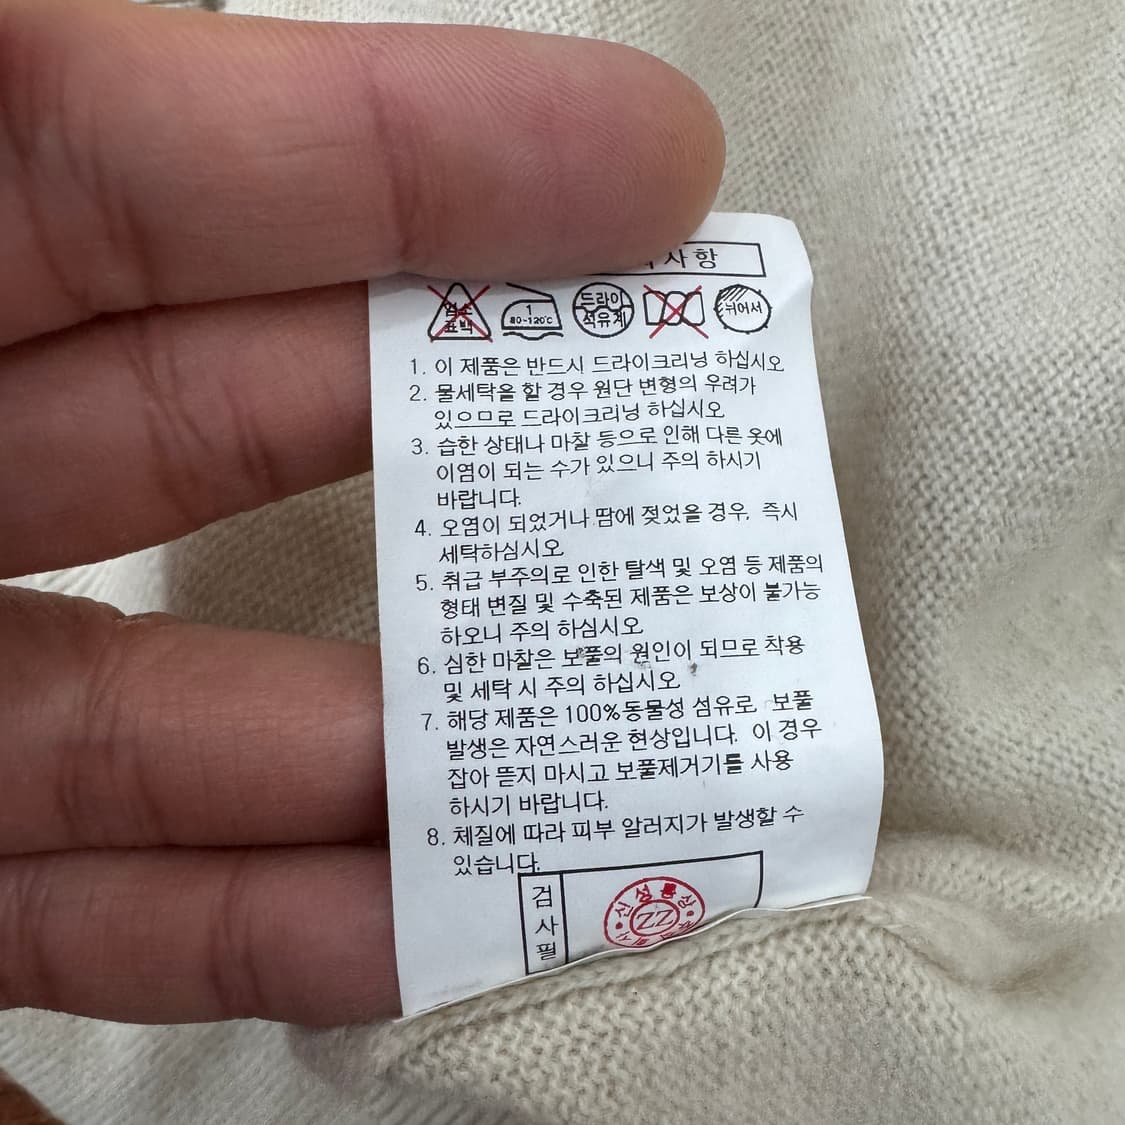 사항
염소
표백
1
80~120℃
드라이
석유계
뉘어서
1. 이 제품은 반드시 드라이크리닝 하십시오
2. 물세탁을 할 경우 원단 변형의 우려가
있으므로 드라이크리닝 하십시오
3. 습한 상태나 마찰 등으로 인해 다른 옷에
이염이 되는 수가 있으니 주의 하시기
바랍니다.
4. 오염이 되었거나 땀에 젖었을 경우, 즉시
세탁하십시오
5. 취급 부주의로 인한 탈색 및 오염 등 제품의
형태 변질 및 수축된 제품은 보상이 불가능
하오니 주의 하십시오
6. 심한 마찰은 보풀의 원인이 되므로 착용
및 세탁 시 주의 하십시오
7. 해당 제품은 100%동물성 섬유로, 보풀
발생은 자연스러운 현상입니다. 이 경우
잡아 뜯지 마시고 보풀제거기를 사용
하시기 바랍니다.
8. 체질에 따라 피부 알러지가 발생할 수
있습니다.
검사필
ZZ